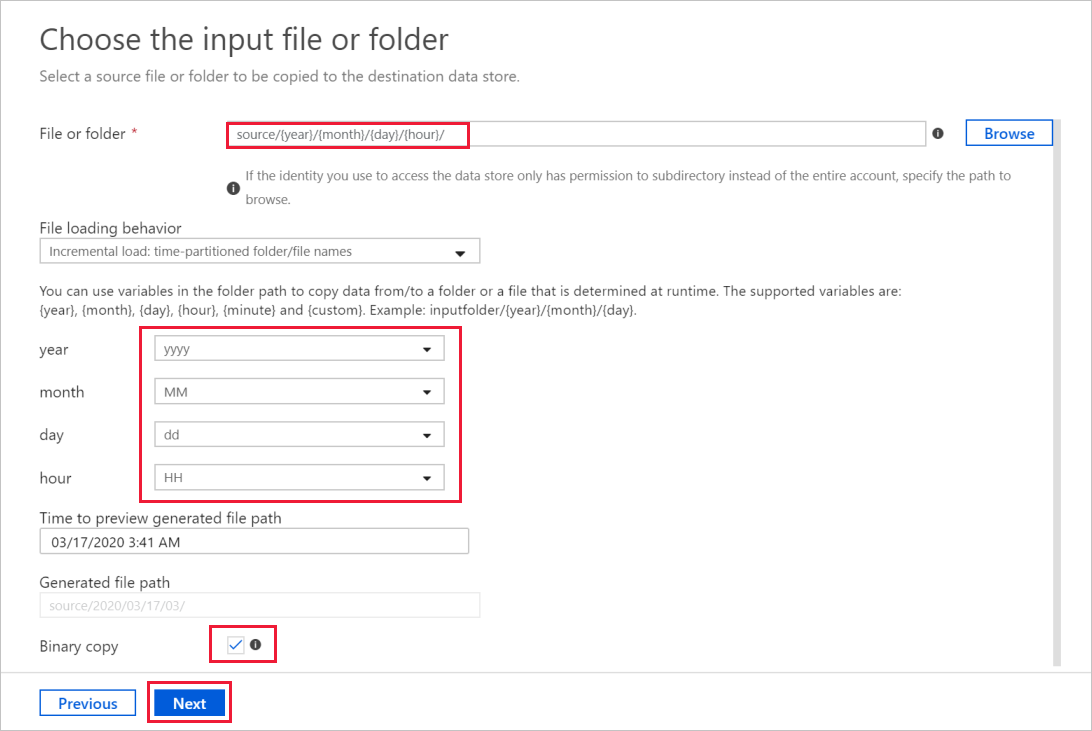 Choose the input file or folder
Select a source file or folder to be copied to the destination data store.
File or folder *
source/{year}/{month}/{day}/{hour}/
Browse
If the identity you use to access the data store only has permission to subdirectory instead of the entire account, specify the path to
browse.
File loading behavior
Incremental load: time-partitioned folder/file names
You can use variables in the folder path to copy data from/to a folder or a file that is determined at runtime. The supported variables are:
{year}, {month}, {day}, {hour}, {minute} and {custom}. Example: inputfolder/{year}/{month}/{day}.
year
yyyy
month
MM
day
dd
hour
HH
Time to preview generated file path
03/17/2020 3:41 AM
Generated file path
source/2020/03/17/03/
Binary copy
Previous
Next